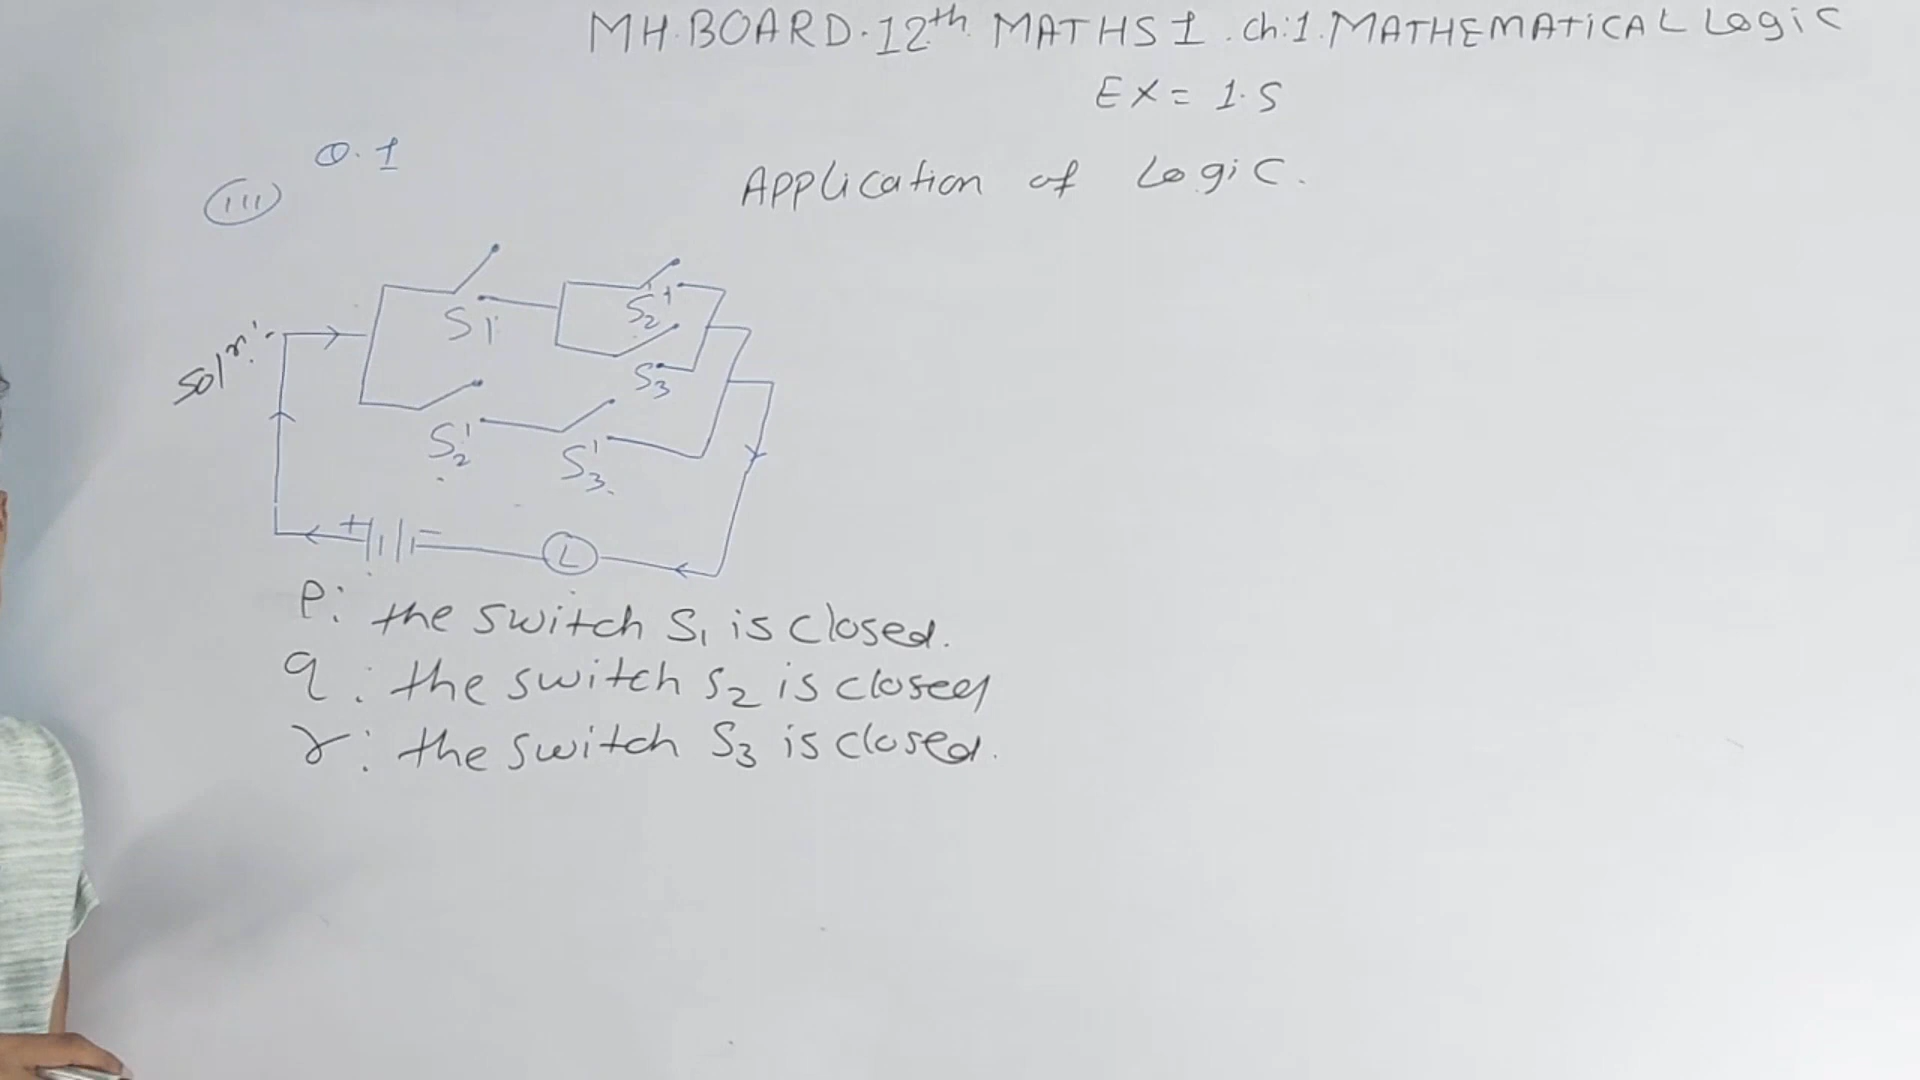 MH.BOARD.12th MATHS 1 .ch:1.MATHEMATICAL Logic
EX = 1.5
Q.1
(iii)
Application of Logic.
Solⁿ:-
S1
S2'
S3
S2'
S3'
+ -
L
P: the switch S₁ is closed.
q: the switch S2 is closed
r: the switch S3 is closed.